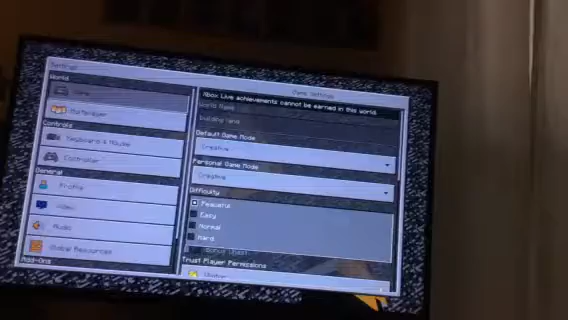 Settings
Game Settings
World
Game
Multiplayer
Controls
Keyboard & Mouse
Controller
General
Profile
Video
Audio
Global Resources
Add-Ons
Xbox Live achievements cannot be earned in this world.
World Name
building land
Default Game Mode
Creative
Personal Game Mode
Creative
Difficulty
Peaceful
Easy
Normal
Hard
Trust Player Permissions